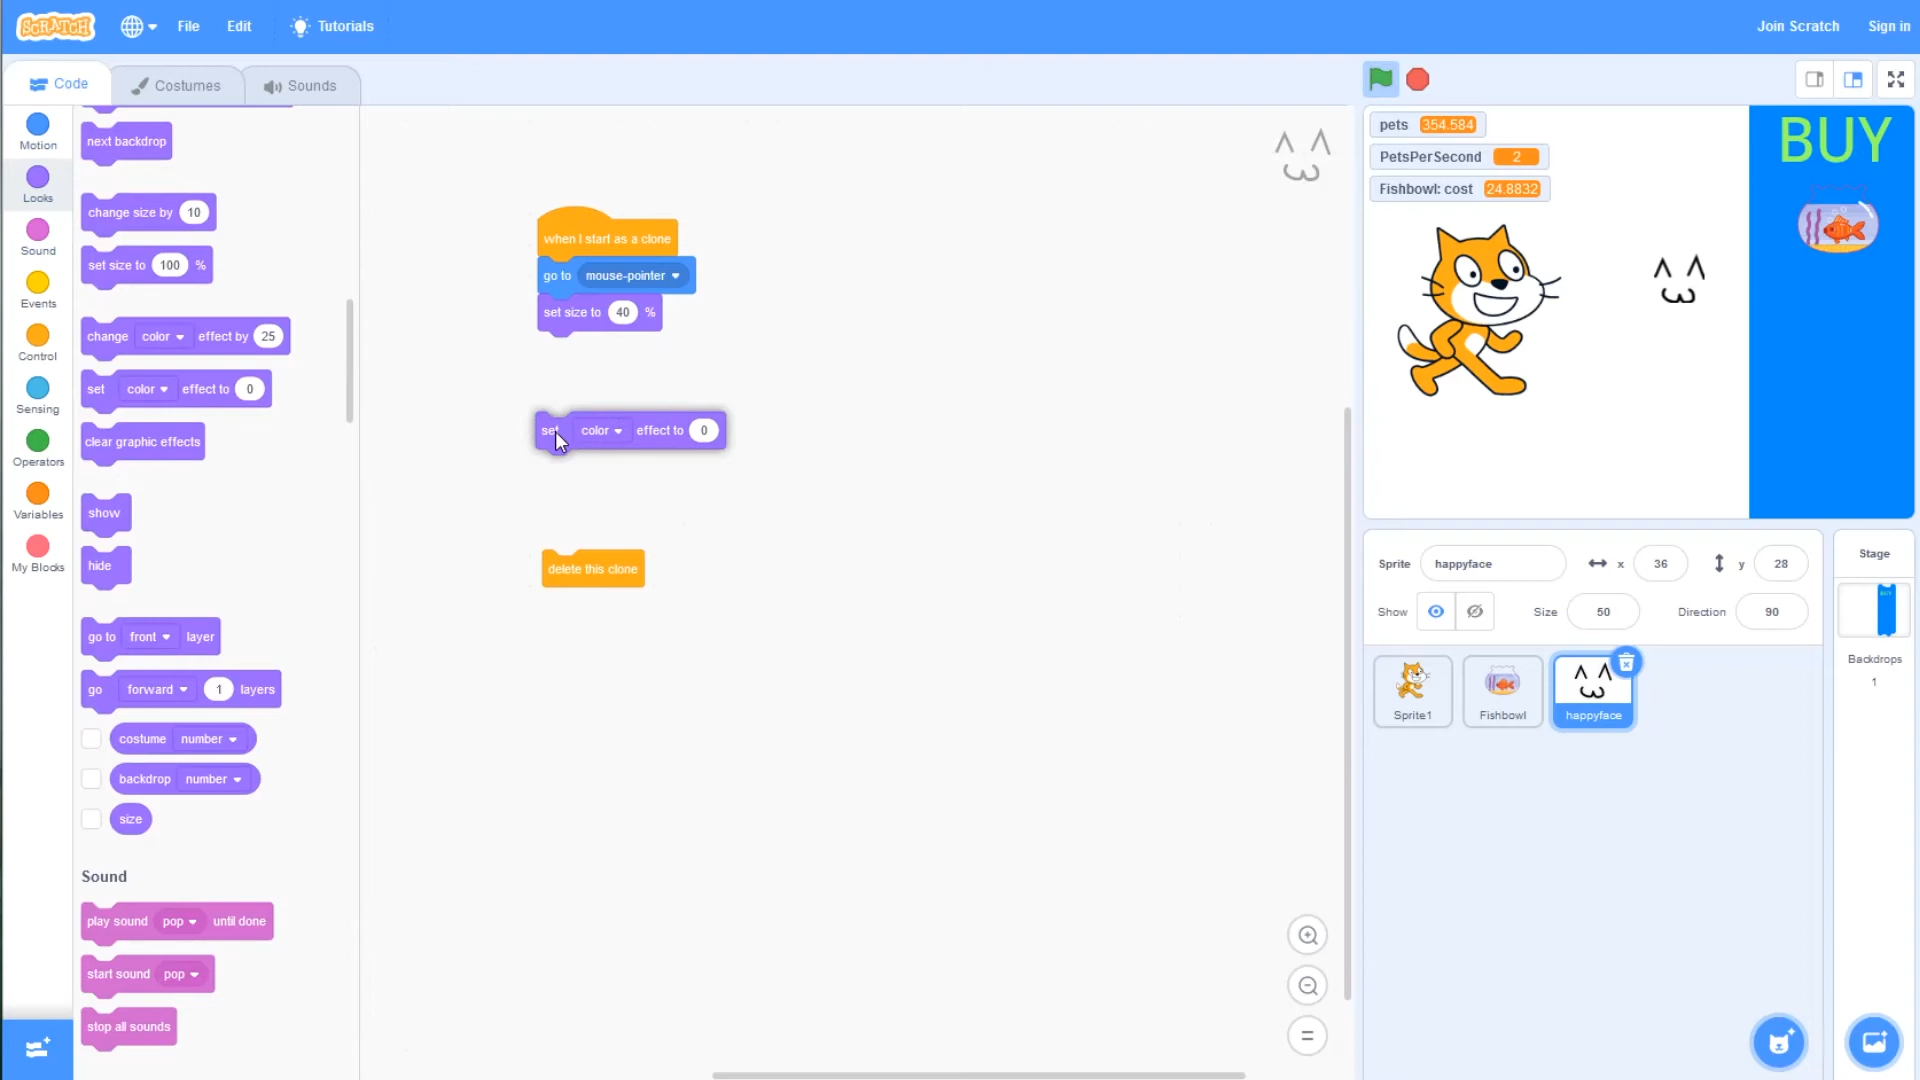 SCRATCH
File
Edit
Tutorials
Join Scratch
Sign in
Code
Costumes
Sounds
Motion
Looks
Sound
Events
Control
Sensing
Operators
Variables
My Blocks
next backdrop
change size by 10
set size to 100 %
change color effect by 25
set color effect to 0
clear graphic effects
show
hide
go to front layer
go forward 1 layers
costume number
backdrop number
size
Sound
play sound pop until done
start sound pop
stop all sounds
when I start as a clone
go to mouse-pointer
set size to 40 %
set color effect to 0
delete this clone
pets 354.584
PetsPerSecond 2
Fishbowl: cost 24.8832
BUY
Sprite happyface x 36 y 28
Show Size 50 Direction 90
Sprite1
Fishbowl
happyface
Stage
Backdrops
1